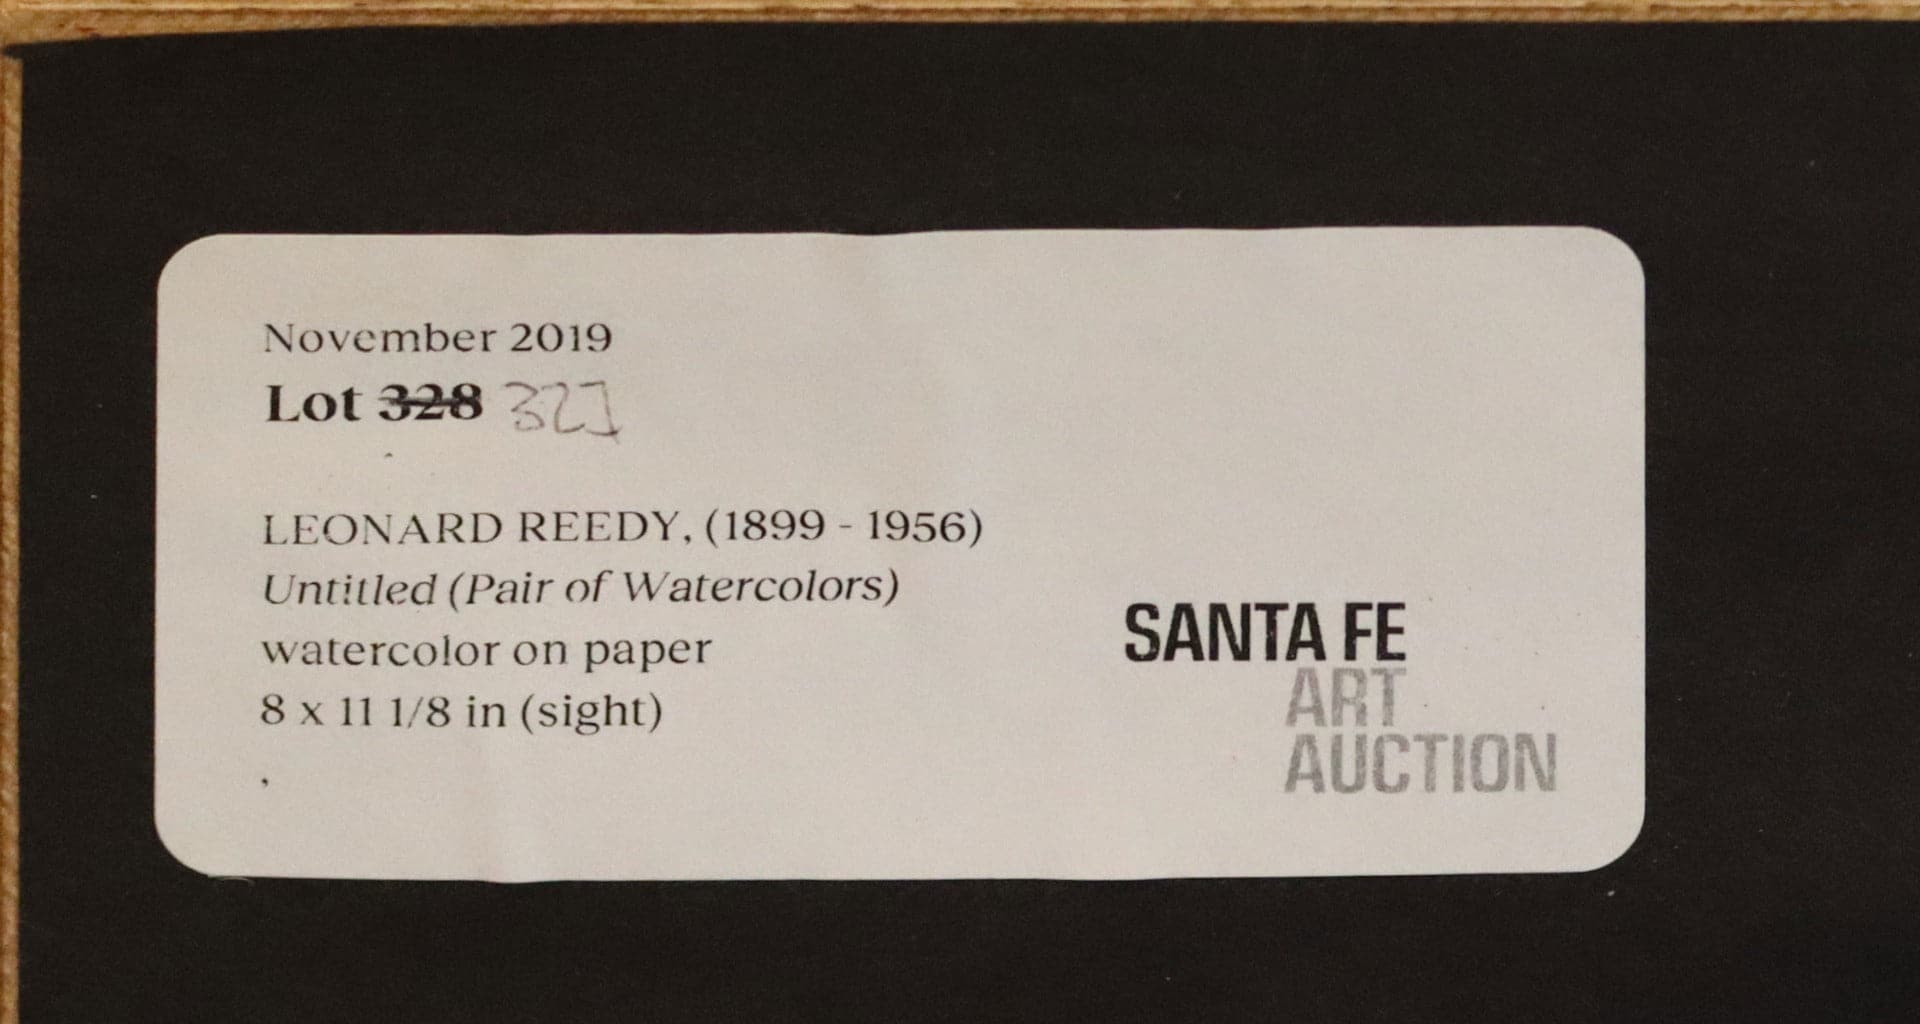 November 2019
Lot 328 321
LEONARD REEDY, (1899 - 1956)
Untitled (Pair of Watercolors)
watercolor on paper
8 x 11 1/8 in (sight)
SANTA FE
ART
AUCTION